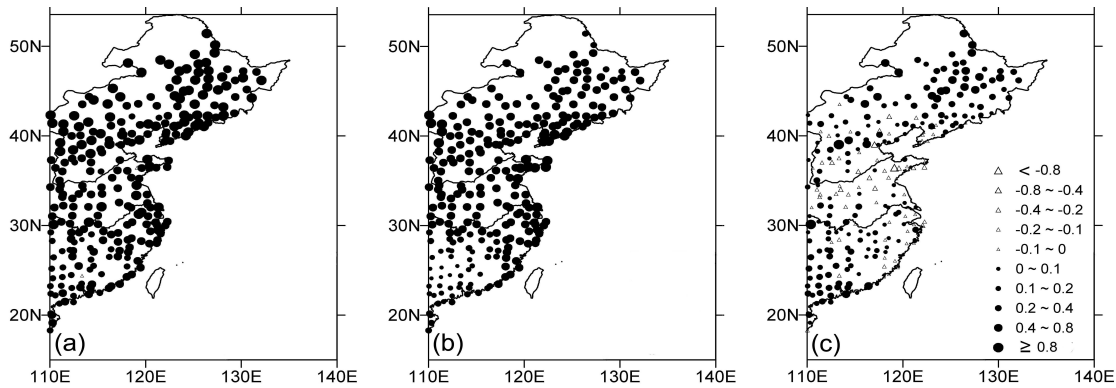 50N
40N
30N
20N
(a)
110E 120E 130E 140E
50N
40N
30N
20N
(b)
110E 120E 130E 140E
50N
40N
30N
20N
(c)
110E 120E 130E 140E
< -0.8
-0.8 ~ -0.4
-0.4 ~ -0.2
-0.2 ~ -0.1
-0.1 ~ 0
0 ~ 0.1
0.1 ~ 0.2
0.2 ~ 0.4
0.4 ~ 0.8
≥ 0.8